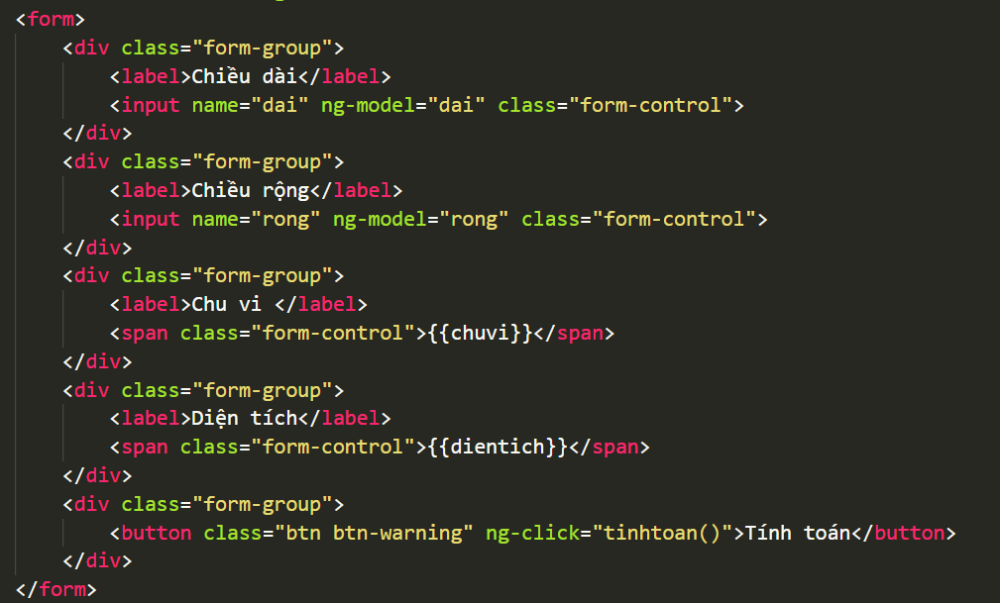 <form>
    <div class="form-group">
        <label>Chiều dài</label>
        <input name="dai" ng-model="dai" class="form-control">
    </div>
    <div class="form-group">
        <label>Chiều rộng</label>
        <input name="rong" ng-model="rong" class="form-control">
    </div>
    <div class="form-group">
        <label>Chu vi </label>
        <span class="form-control">{{chuvi}}</span>
    </div>
    <div class="form-group">
        <label>Diện tích</label>
        <span class="form-control">{{dientich}}</span>
    </div>
    <div class="form-group">
        <button class="btn btn-warning" ng-click="tinhtoan()">Tính toán</button>
    </div>
</form>